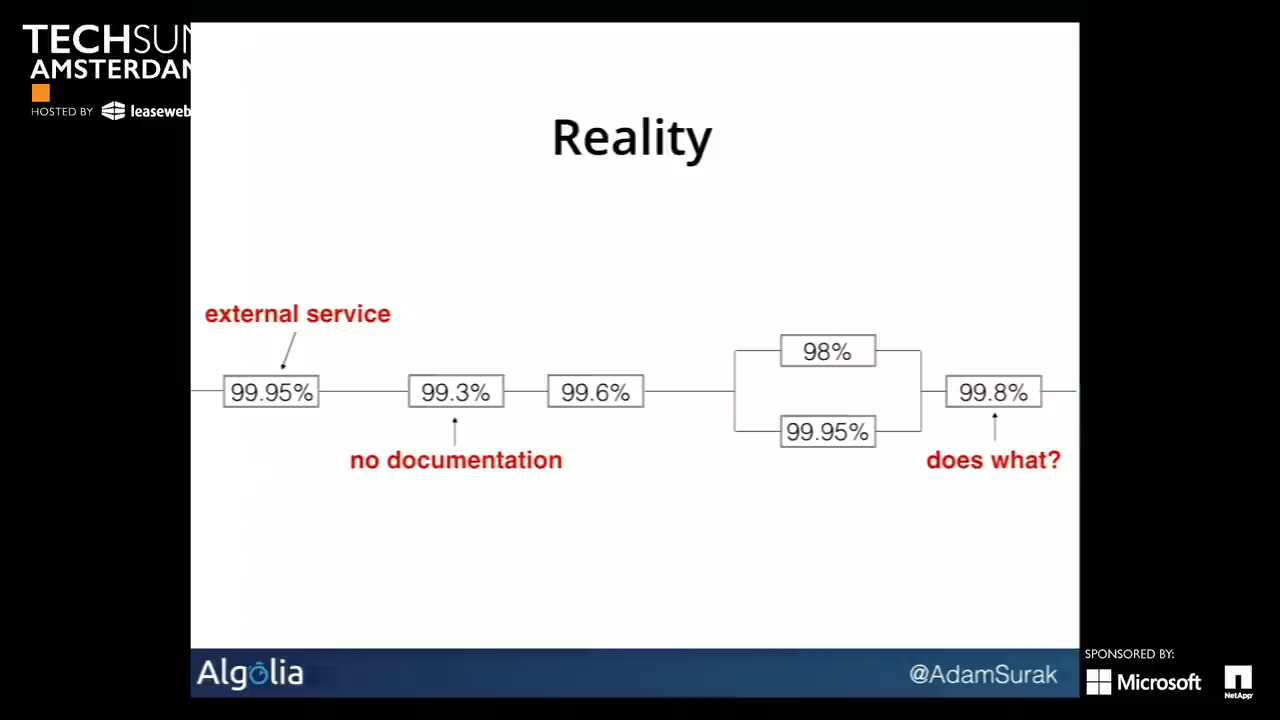 TECHSUM
AMSTERDAM
HOSTED BY leaseweb
Reality
external service
98%
99.95%
99.3%
99.6%
99.8%
99.95%
no documentation
does what?
Algolia
@AdamSurak
SPONSORED BY:
Microsoft
NetApp